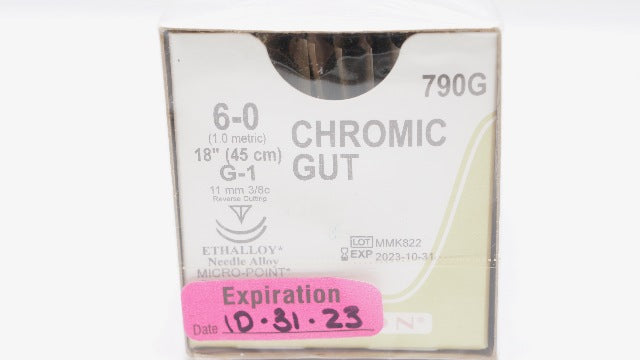 790G
6-0
(1.0 metric)
18" (45 cm)
G-1
11 mm 3/8c
Reverse Cutting
CHROMIC
GUT
ETHALLOY*
Needle Alloy
MICRO-POINT*
LOT MMK822
EXP 2023-10-31
Expiration
Date 10·31·23